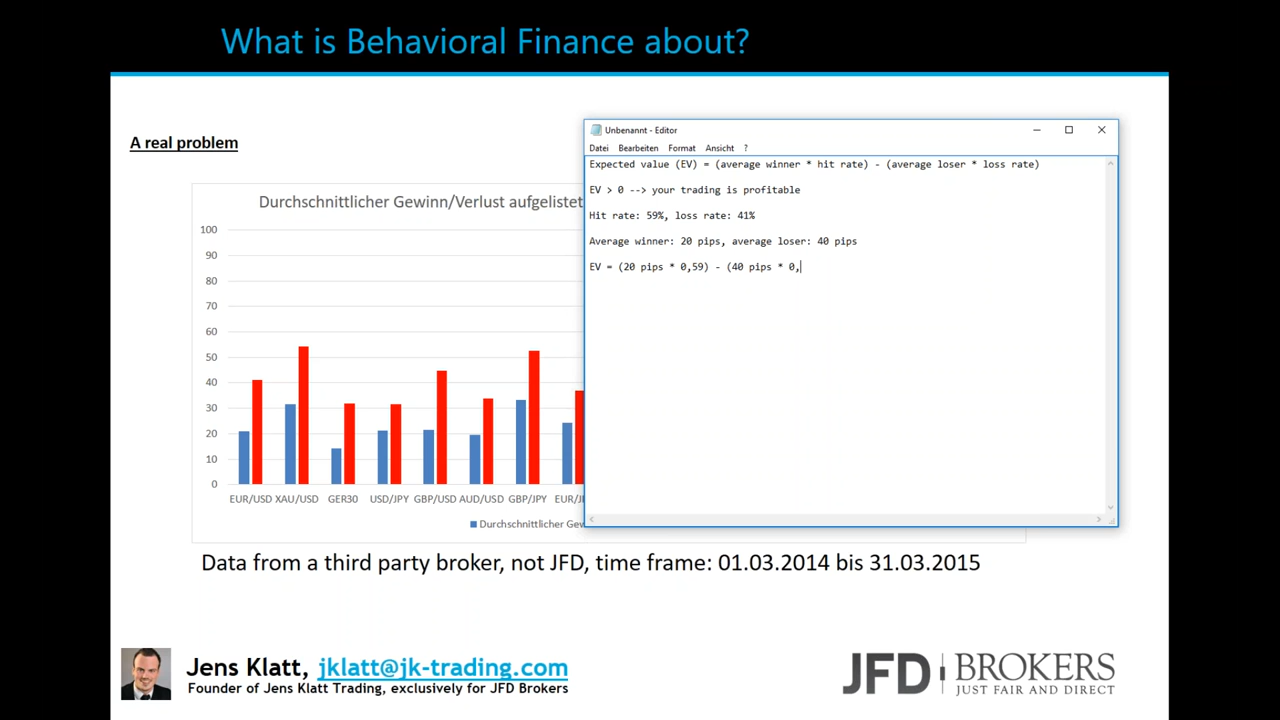 What is Behavioral Finance about?
A real problem
Durchschnittlicher Gewinn/Verlust aufgelistet
100
90
80
70
60
50
40
30
20
10
0
EUR/USD XAU/USD GER30 USD/JPY GBP/USD AUD/USD GBP/JPY
Durchschnittlicher
Unbenannt - Editor
Datei Bearbeiten Format Ansicht ?
Expected value (EV) = (average winner * hit rate) - (average loser * loss rate)
EV > 0 --> your trading is profitable
Hit rate: 59%, loss rate: 41%
Average winner: 20 pips, average loser: 40 pips
EV = (20 pips * 0,59) - (40 pips * 0,
Data from a third party broker, not JFD, time frame: 01.03.2014 bis 31.03.2015
Jens Klatt, jklatt@jk-trading.com
Founder of Jens Klatt Trading, exclusively for JFD Brokers
JFD BROKERS
JUST FAIR AND DIRECT